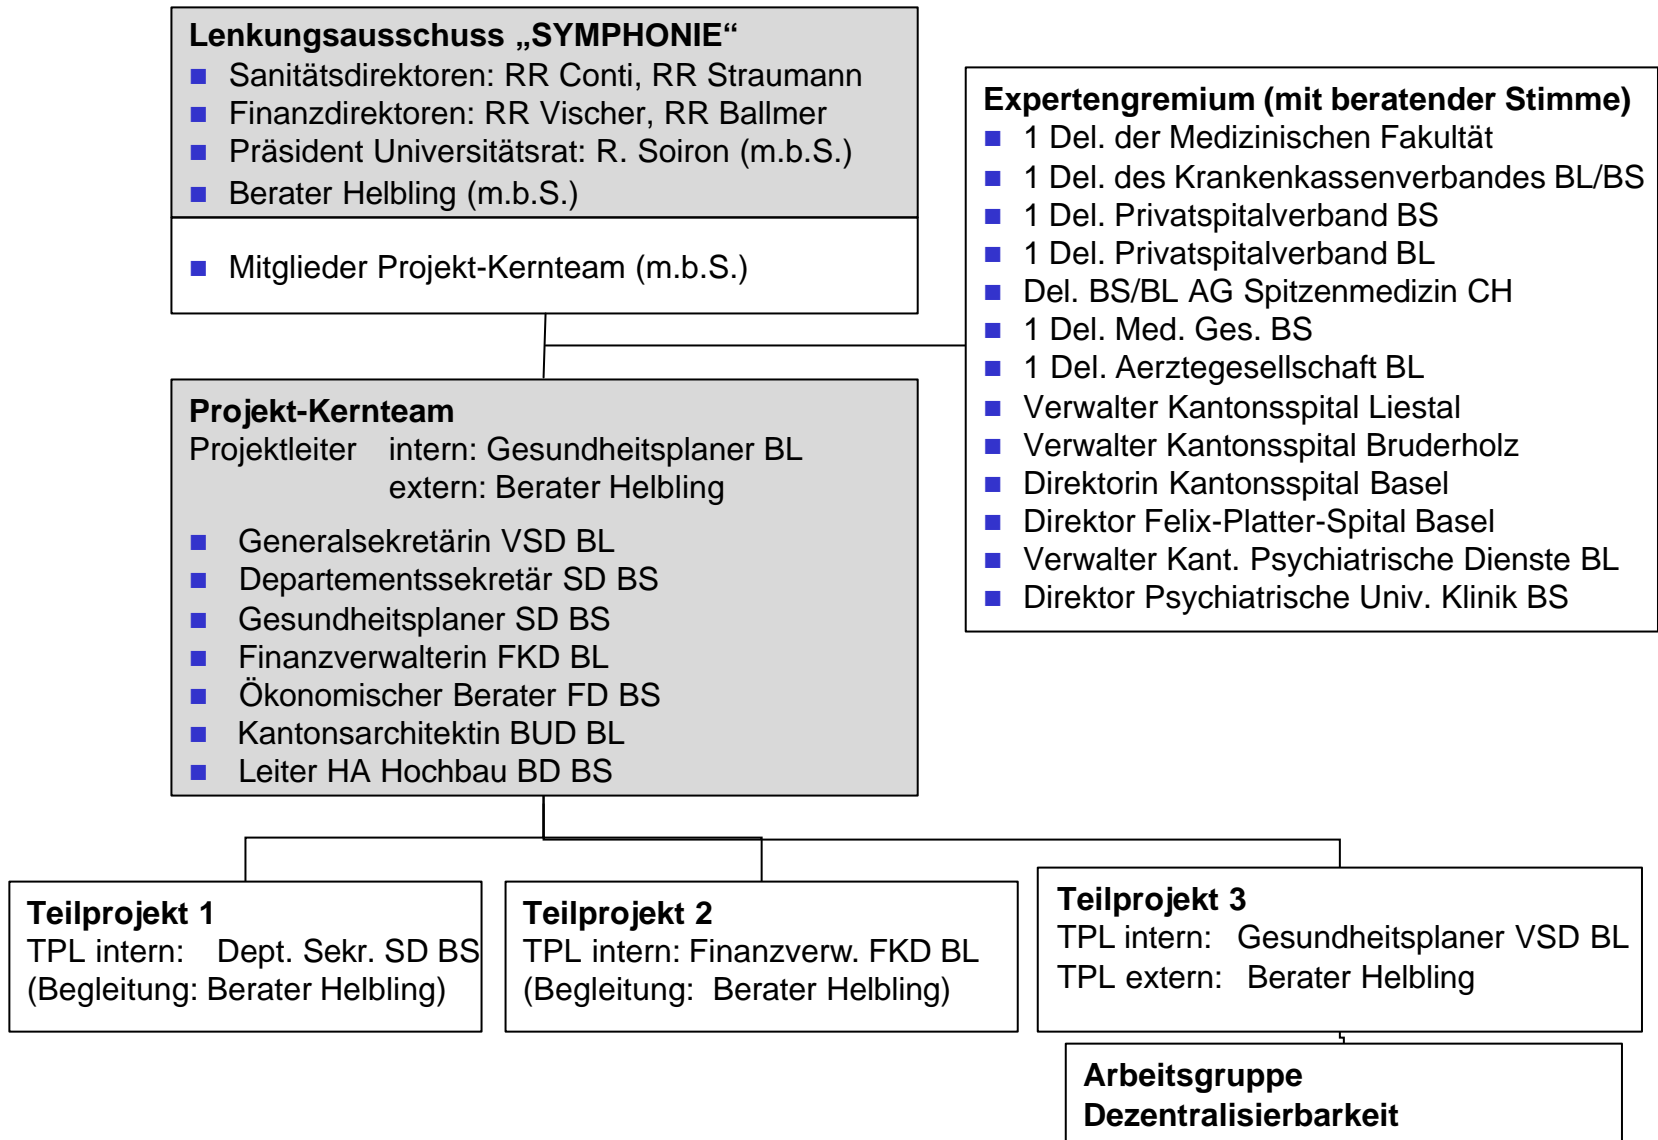 Lenkungsausschuss „SYMPHONIE“
Sanitätsdirektoren: RR Conti, RR Straumann
Finanzdirektoren: RR Vischer, RR Ballmer
Präsident Universitätsrat: R. Soiron (m.b.S.)
Berater Helbling (m.b.S.)
Mitglieder Projekt-Kernteam (m.b.S.)
Expertengremium (mit beratender Stimme)
1 Del. der Medizinischen Fakultät
1 Del. des Krankenkassenverbandes BL/BS
1 Del. Privatspitalverband BS
1 Del. Privatspitalverband BL
Del. BS/BL AG Spitzenmedizin CH
1 Del. Med. Ges. BS
1 Del. Aerztegesellschaft BL
Verwalter Kantonsspital Liestal
Verwalter Kantonsspital Bruderholz
Direktorin Kantonsspital Basel
Direktor Felix-Platter-Spital Basel
Verwalter Kant. Psychiatrische Dienste BL
Direktor Psychiatrische Univ. Klinik BS
Projekt-Kernteam
Projektleiter intern: Gesundheitsplaner BL
extern: Berater Helbling
Generalsekretärin VSD BL
Departementssekretär SD BS
Gesundheitsplaner SD BS
Finanzverwalterin FKD BL
Ökonomischer Berater FD BS
Kantonsarchitektin BUD BL
Leiter HA Hochbau BD BS
Teilprojekt 1
TPL intern: Dept. Sekr. SD BS
(Begleitung: Berater Helbling)
Teilprojekt 2
TPL intern: Finanzverw. FKD BL
(Begleitung: Berater Helbling)
Teilprojekt 3
TPL intern: Gesundheitsplaner VSD BL
TPL extern: Berater Helbling
Arbeitsgruppe
Dezentralisierbarkeit